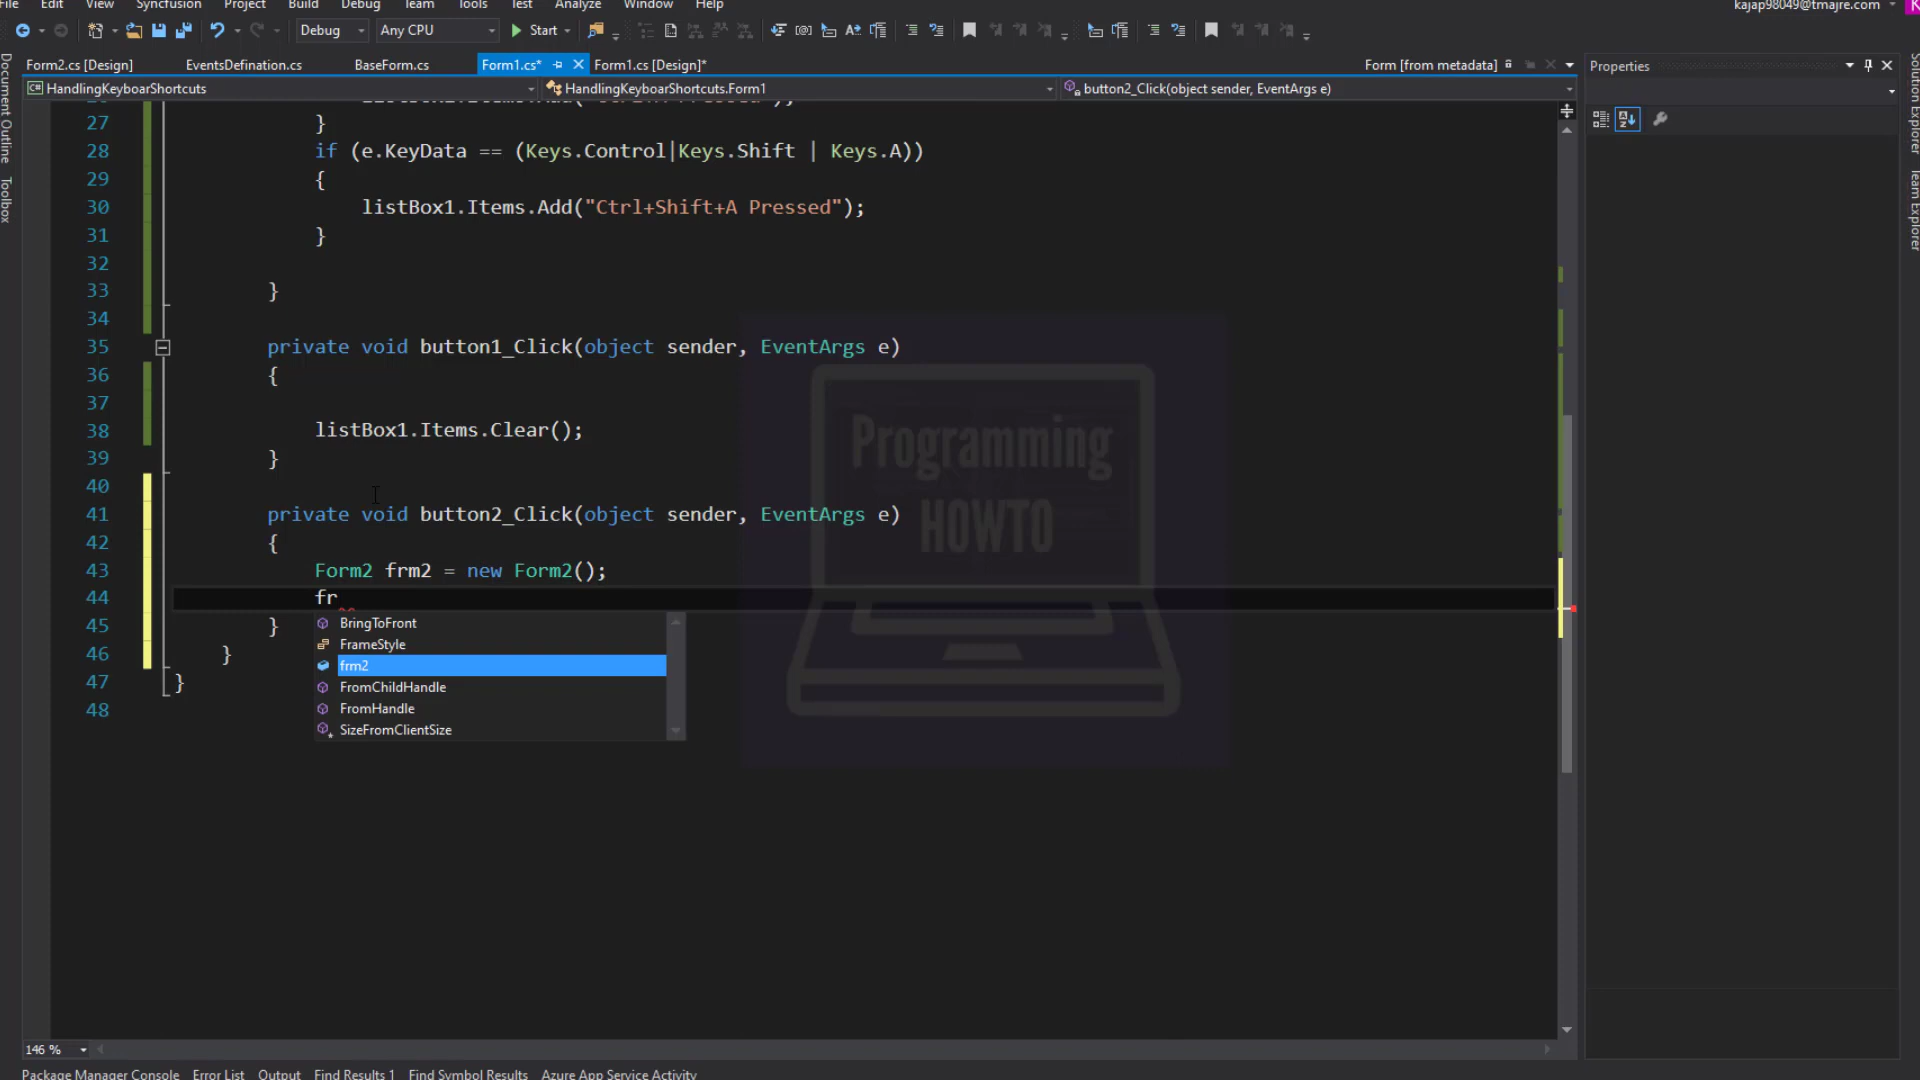 File Edit View Syncfusion Project Build Debug Team Tools Test Analyze Window Help
kajap98049@tmajre.com
Debug Any CPU Start
Form2.cs [Design] EventsDefination.cs BaseForm.cs Form1.cs* Form1.cs [Design]* Form [from metadata]
Properties
HandlingKeyboarShortcuts HandlingKeyboarShortcuts.Form1 button2_Click(object sender, EventArgs e)
Document Outline
Toolbox
Solution Explorer
Team Explorer
27 }
28 if (e.KeyData == (Keys.Control|Keys.Shift | Keys.A))
29 {
30 listBox1.Items.Add("Ctrl+Shift+A Pressed");
31 }
32
33 }
34
35 private void button1_Click(object sender, EventArgs e)
36 {
37
38 listBox1.Items.Clear();
39 }
40
41 private void button2_Click(object sender, EventArgs e)
42 {
43 Form2 frm2 = new Form2();
44 fr
45 }
46 }
47 }
48
BringToFront
FrameStyle
frm2
FromChildHandle
FromHandle
SizeFromClientSize
Programming
HOWTO
146 %
Package Manager Console Error List Output Find Results 1 Find Symbol Results Azure App Service Activity